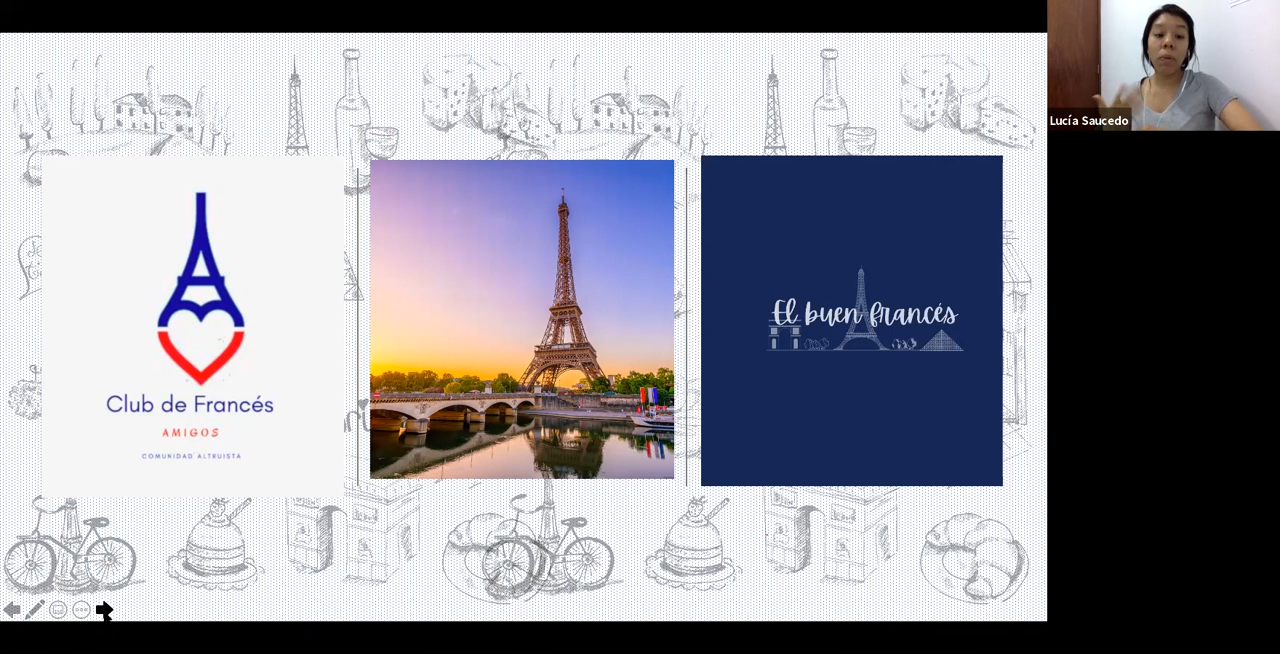 Club de Francés
AMIGOS
COMUNIDAD ALTRUISTA
El buen francés
Lucía Saucedo